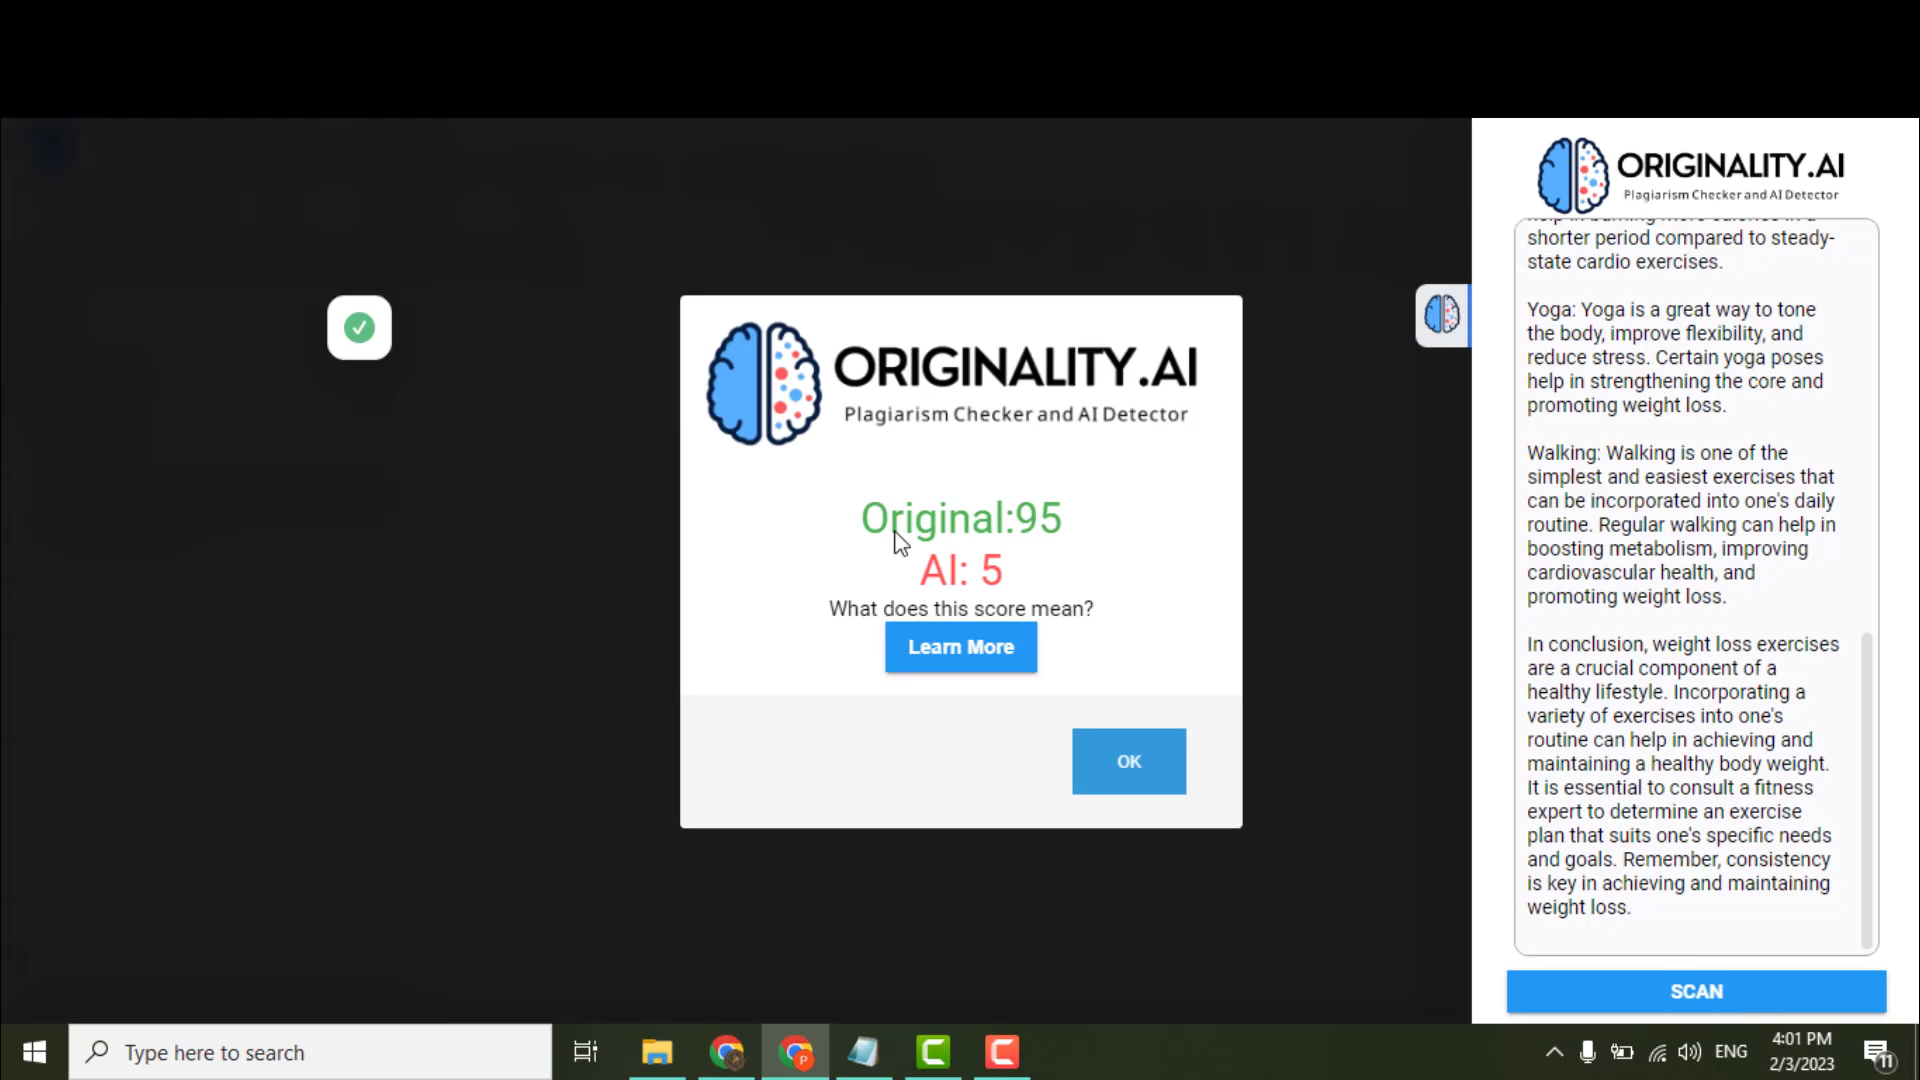 ORIGINALITY.AI
Plagiarism Checker and AI Detector
Original:95
AI: 5
What does this score mean?
Learn More
OK
ORIGINALITY.AI
Plagiarism Checker and AI Detector
help in burning more calories in a
shorter period compared to steady-
state cardio exercises.
Yoga: Yoga is a great way to tone
the body, improve flexibility, and
reduce stress. Certain yoga poses
help in strengthening the core and
promoting weight loss.
Walking: Walking is one of the
simplest and easiest exercises that
can be incorporated into one's daily
routine. Regular walking can help in
boosting metabolism, improving
cardiovascular health, and
promoting weight loss.
In conclusion, weight loss exercises
are a crucial component of a
healthy lifestyle. Incorporating a
variety of exercises into one's
routine can help in achieving and
maintaining a healthy body weight.
It is essential to consult a fitness
expert to determine an exercise
plan that suits one's specific needs
and goals. Remember, consistency
is key in achieving and maintaining
weight loss.
SCAN
Type here to search
P
ENG
4:01 PM
2/3/2023
11